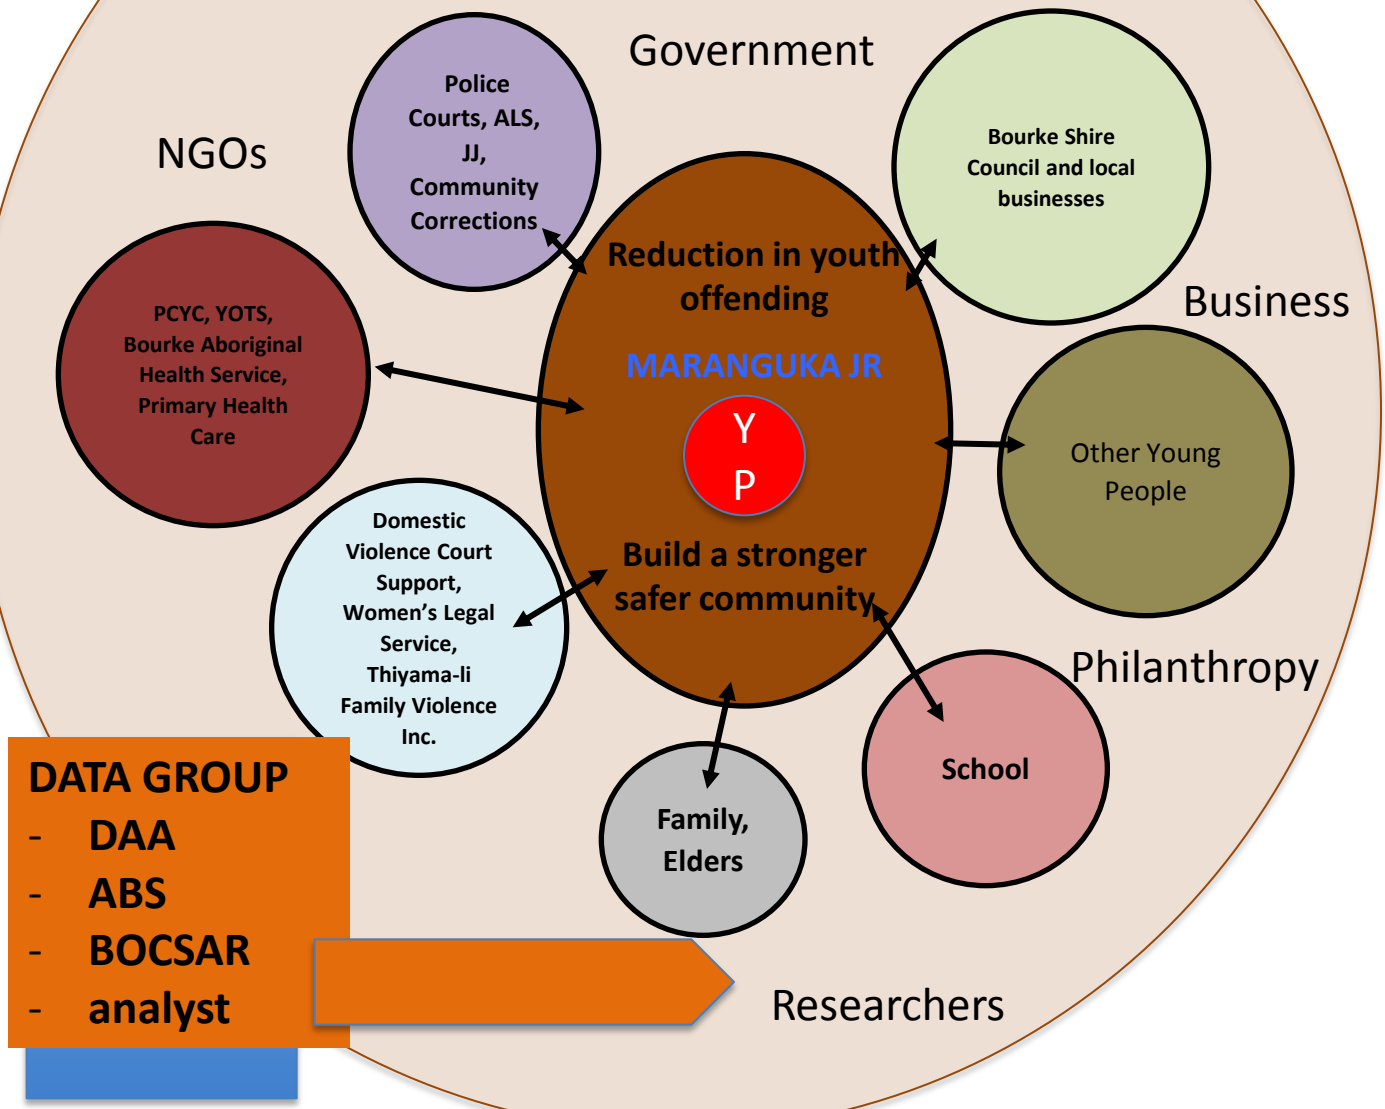 Government
Police
Courts, ALS,
JJ,
Community
Corrections
Bourke Shire
Council and local
businesses
NGOs
Reduction in youth
offending
Business
PCYC, YOTS,
Bourke Aboriginal
Health Service,
Primary Health
Care
MARANGUKA JR
Y
P
Other Young
People
Domestic
Violence Court
Support,
Women’s Legal
Service,
Thiyama-li
Family Violence
Inc.
Build a stronger
safer community
Philanthropy
School
Family,
Elders
DATA GROUP
- DAA
- ABS
- BOCSAR
- analyst
Researchers